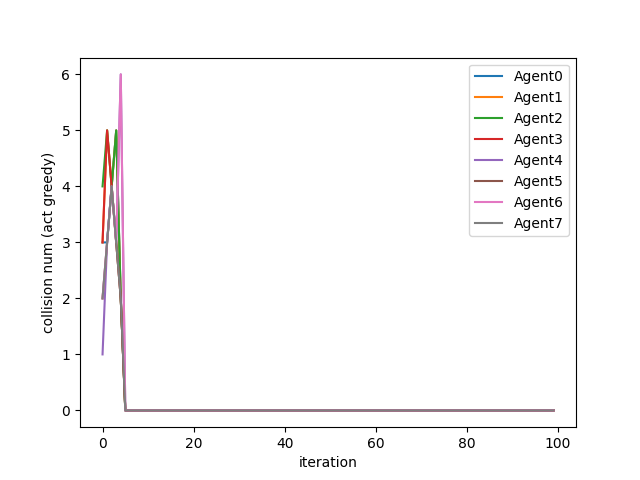 6
5
4
3
2
1
0
collision num (act greedy)
0 20 40 60 80 100
iteration
Agent0
Agent1
Agent2
Agent3
Agent4
Agent5
Agent6
Agent7